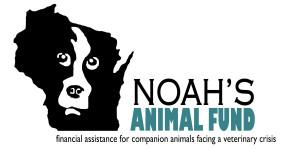 NOAH'S
ANIMAL FUND
financial assistance for companion animals facing a veterinary crisis